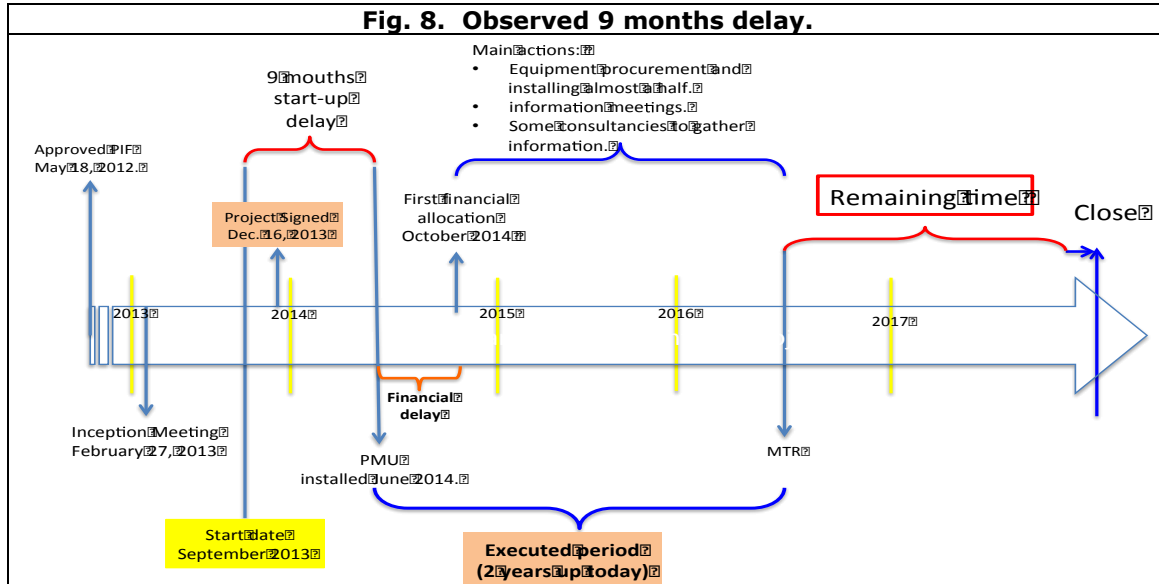 Fig. 8. Observed 9 months delay.
Main actions:
• Equipment procurement and
installing almost a half.
• information meetings.
• Some consultancies to gather
information.
9 mouths
start-up
delay
Approved PIF
May 18, 2012.
Project Signed
Dec. 16, 2013
First financial
allocation
October 2014
Remaining time
Close
2013
2014
2015
2016
2017
Financial
delay
Inception Meeting
February 27, 2013
PMU
installed June 2014.
MTR
Start date
September 2013
Executed period
(2 years up today)